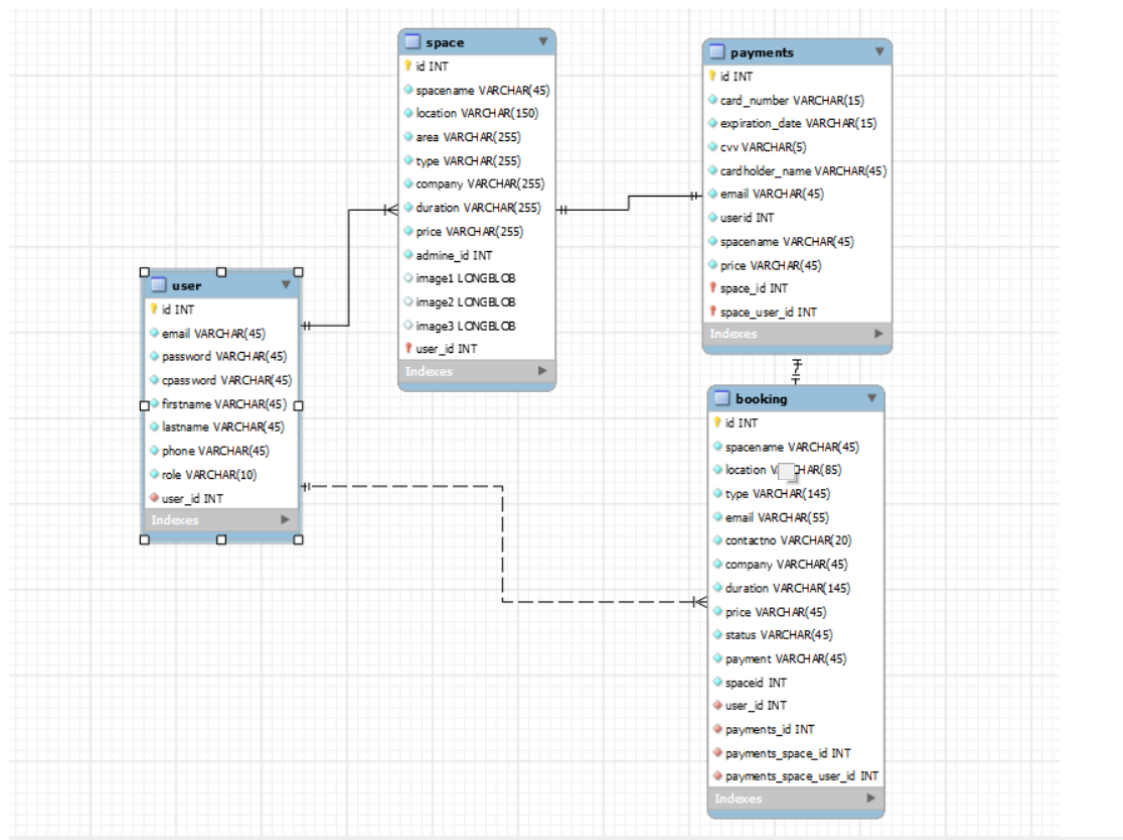 space
id INT
spacename VARCHAR(45)
location VARCHAR(150)
area VARCHAR(255)
type VARCHAR(255)
company VARCHAR(255)
duration VARCHAR(255)
price VARCHAR(255)
admine_id INT
image1 LONGBLOB
image2 LONGBLOB
image3 LONGBLOB
user_id INT
Indexes
payments
id INT
card_number VARCHAR(15)
expiration_date VARCHAR(15)
cvv VARCHAR(5)
cardholder_name VARCHAR(45)
email VARCHAR(45)
userid INT
spacename VARCHAR(45)
price VARCHAR(45)
space_id INT
space_user_id INT
Indexes
user
id INT
email VARCHAR(45)
password VARCHAR(45)
cpassword VARCHAR(45)
firstname VARCHAR(45)
lastname VARCHAR(45)
phone VARCHAR(45)
role VARCHAR(10)
user_id INT
Indexes
booking
id INT
spacename VARCHAR(45)
location HAR(85)
type VARCHAR(145)
email VARCHAR(55)
contactno VARCHAR(20)
company VARCHAR(45)
duration VARCHAR(145)
price VARCHAR(45)
status VARCHAR(45)
payment VARCHAR(45)
spaceid INT
user_id INT
payments_id INT
payments_space_id INT
payments_space_user_id INT
Indexes